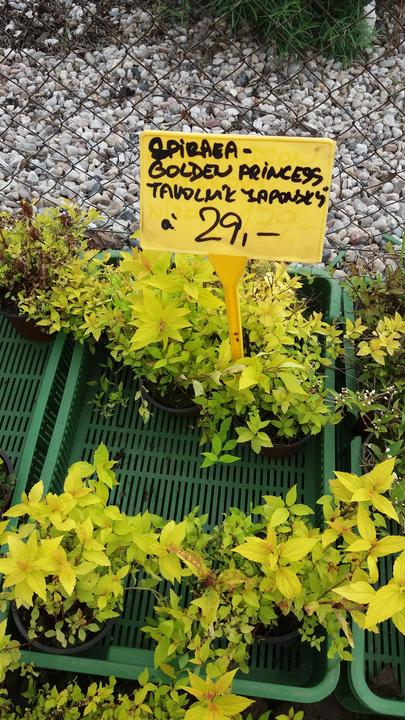 SPIRAEA-
GOLDEN PRINCESS
TAVOLNÍK JAPONSKÝ
à 29,-